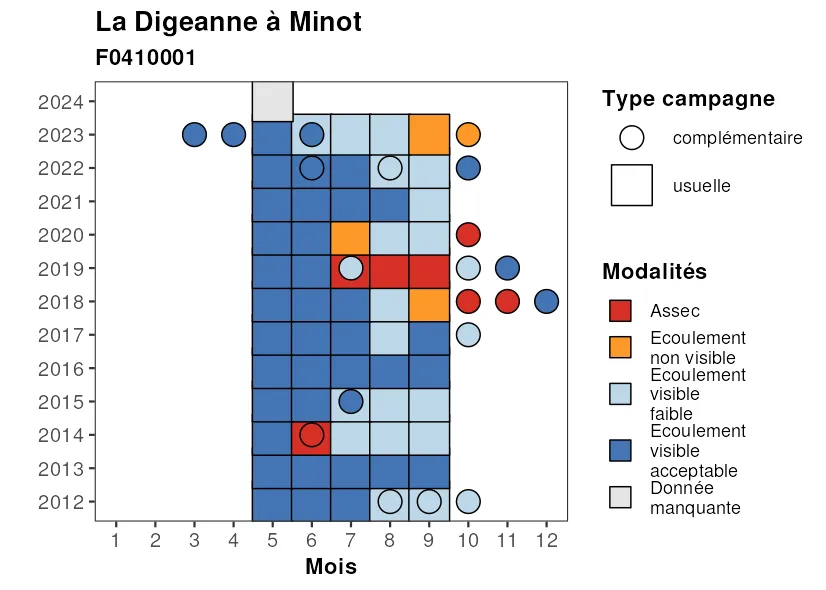 La Digeanne à Minot
F0410001
2024
2023
2022
2021
2020
2019
2018
2017
2016
2015
2014
2013
2012
1 2 3 4 5 6 7 8 9 10 11 12
Mois
Type campagne
complémentaire
usuelle
Modalités
Assec
Ecoulement
non visible
Ecoulement
visible
faible
Ecoulement
visible
acceptable
Donnée
manquante